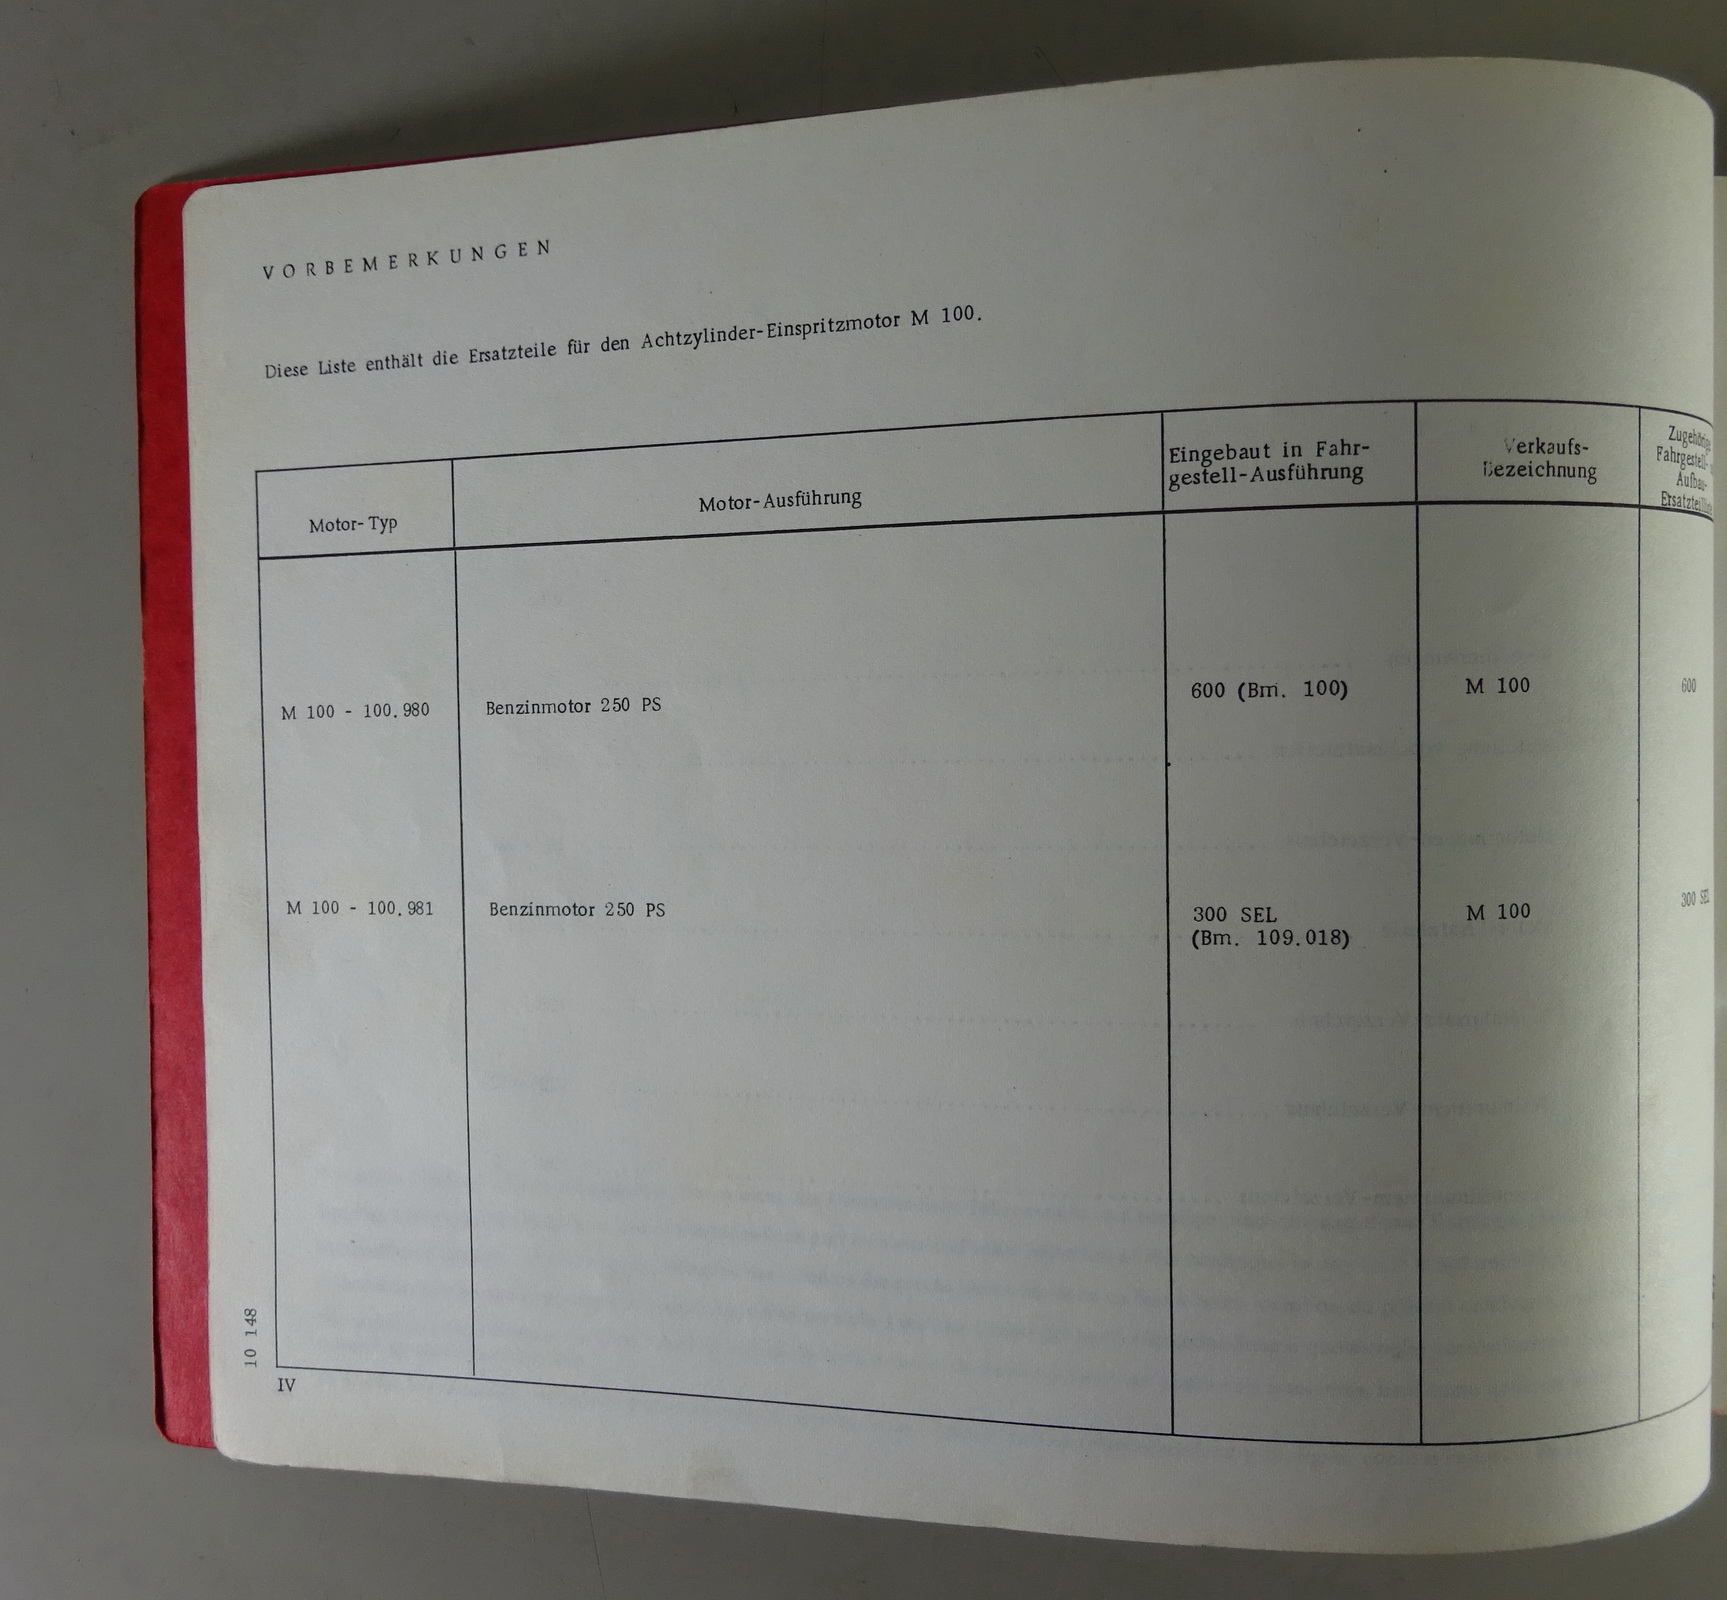 VORBEMERKUNGEN
Diese Liste enthält die Ersatzteile für den Achtzylinder-Einspritzmotor M 100.
Motor-Typ
Motor-Ausführung
Eingebaut in Fahr-
gestell-Ausführung
Verkaufs-
Bezeichnung
Fahrgestell-
Aufbau-
M 100 - 100.980
Benzinmotor 250 PS
600 (Bm. 100)
M 100
600
M 100 - 100.981
Benzinmotor 250 PS
300 SEL
(Bm. 109.018)
M 100
300 SEL
10 148
IV